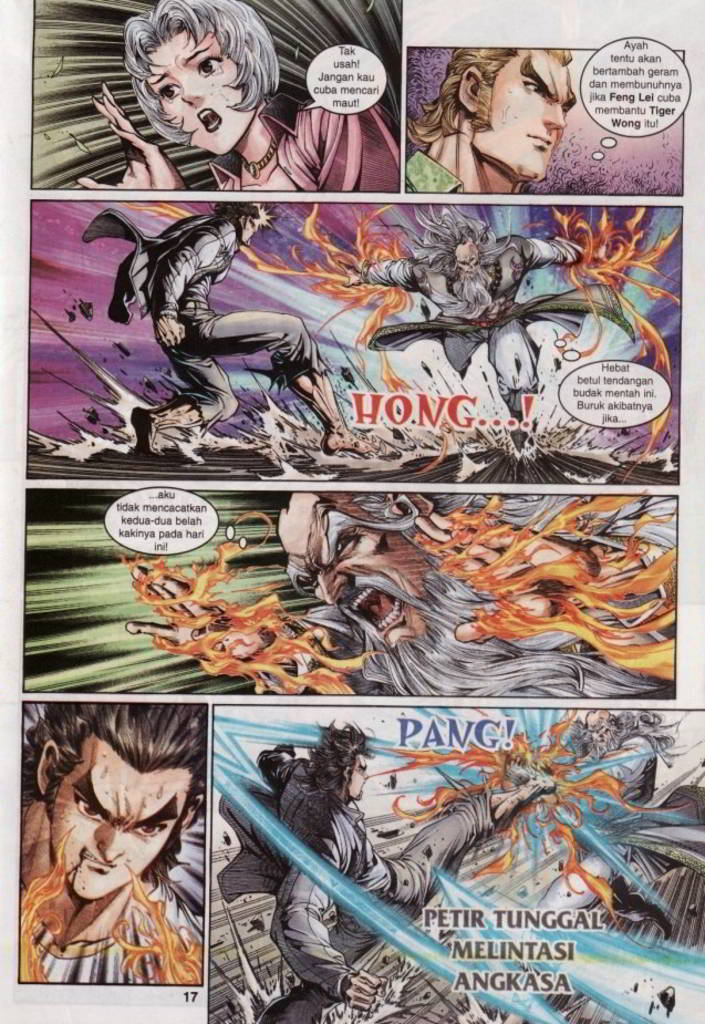 Tak
usah!
Jangan kau
cuba mencari
maut!
Ayah
tentu akan
bertambah geram
dan membunuhnya
jika Feng Lei cuba
membantu Tiger
Wong itu!
HONG...!
Hebat
betul tendangan
budak mentah ini.
Buruk akibatnya
jika...
...aku
tidak mencacatkan
kedua-dua belah
kakinya pada hari
ini!
PANG!
PETIR TUNGGAL
MELINTASI
ANGKASA
17